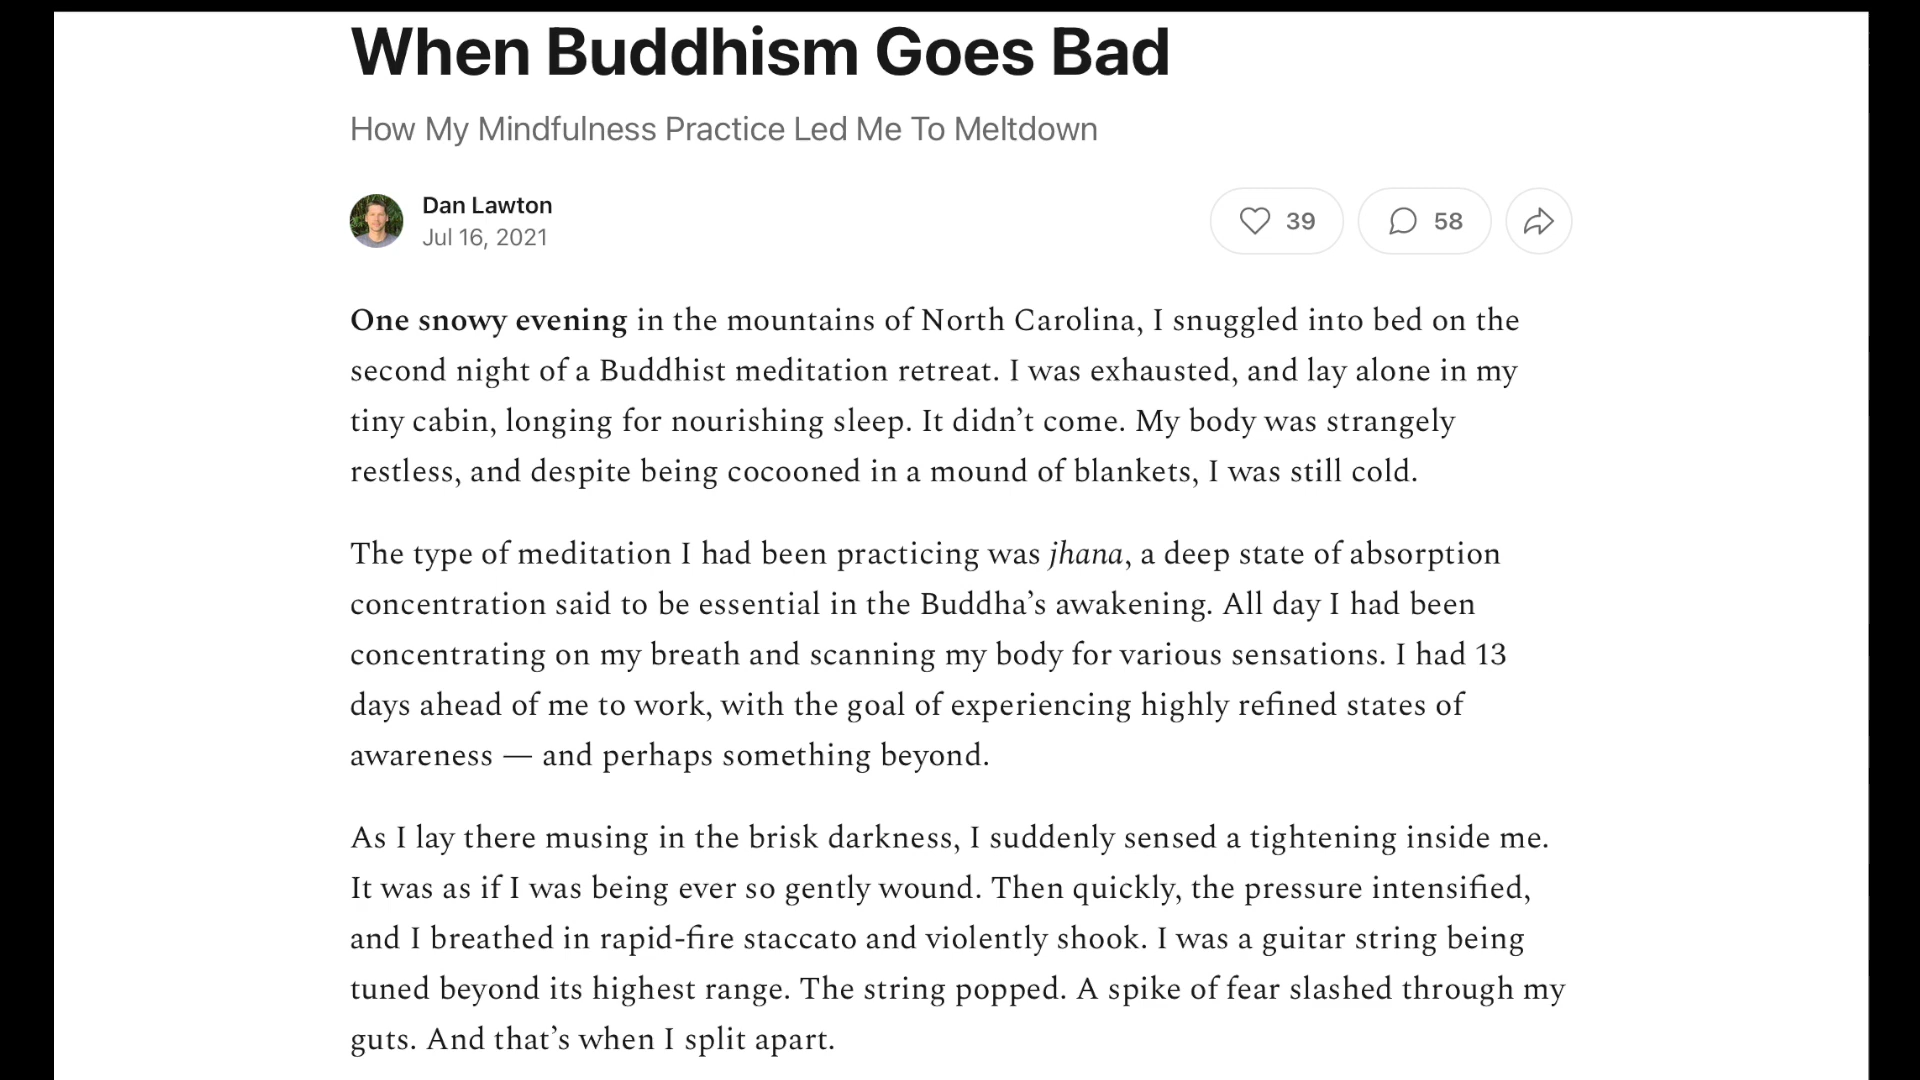 When Buddhism Goes Bad
How My Mindfulness Practice Led Me To Meltdown
Dan Lawton
Jul 16, 2021
39
58
One snowy evening in the mountains of North Carolina, I snuggled into bed on the
second night of a Buddhist meditation retreat. I was exhausted, and lay alone in my
tiny cabin, longing for nourishing sleep. It didn’t come. My body was strangely
restless, and despite being cocooned in a mound of blankets, I was still cold.
The type of meditation I had been practicing was jhana, a deep state of absorption
concentration said to be essential in the Buddha’s awakening. All day I had been
concentrating on my breath and scanning my body for various sensations. I had 13
days ahead of me to work, with the goal of experiencing highly refined states of
awareness — and perhaps something beyond.
As I lay there musing in the brisk darkness, I suddenly sensed a tightening inside me.
It was as if I was being ever so gently wound. Then quickly, the pressure intensified,
and I breathed in rapid-fire staccato and violently shook. I was a guitar string being
tuned beyond its highest range. The string popped. A spike of fear slashed through my
guts. And that’s when I split apart.